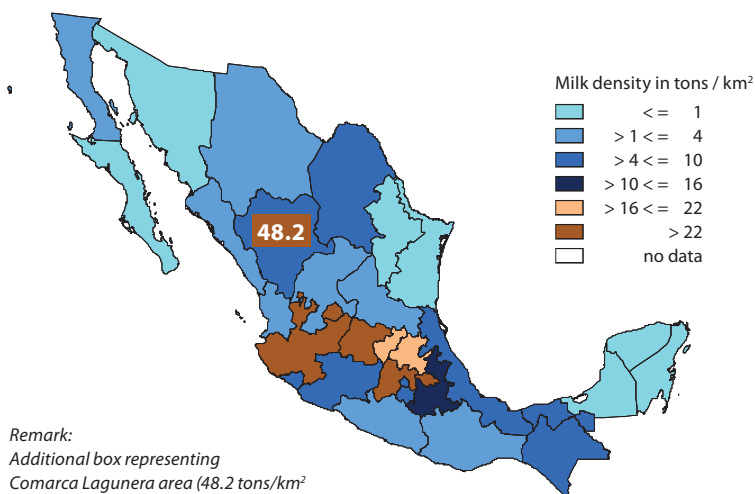 Milk density in tons / km²
< = 1
> 1 < = 4
> 4 < = 10
> 10 < = 16
> 16 < = 22
> 22
no data
48.2
Remark:
Additional box representing
Comarca Lagunera area (48.2 tons/km²